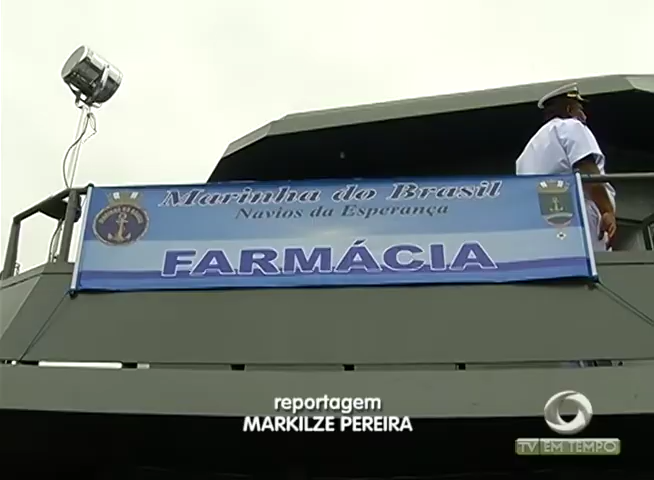 Marinha do Brasil
Navios da Esperança
FARMÁCIA
reportagem
MARKILZE PEREIRA
TV EM TEMPO